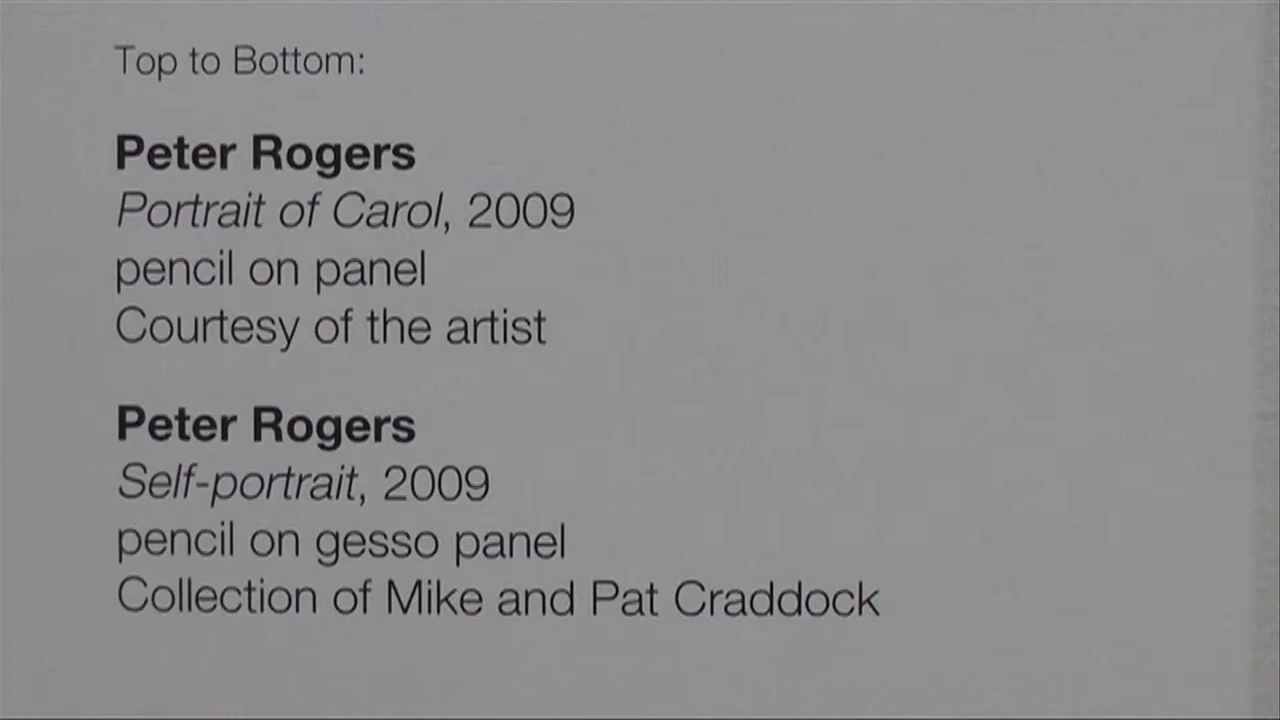 Top to Bottom:
Peter Rogers
Portrait of Carol, 2009
pencil on panel
Courtesy of the artist
Peter Rogers
Self-portrait, 2009
pencil on gesso panel
Collection of Mike and Pat Craddock